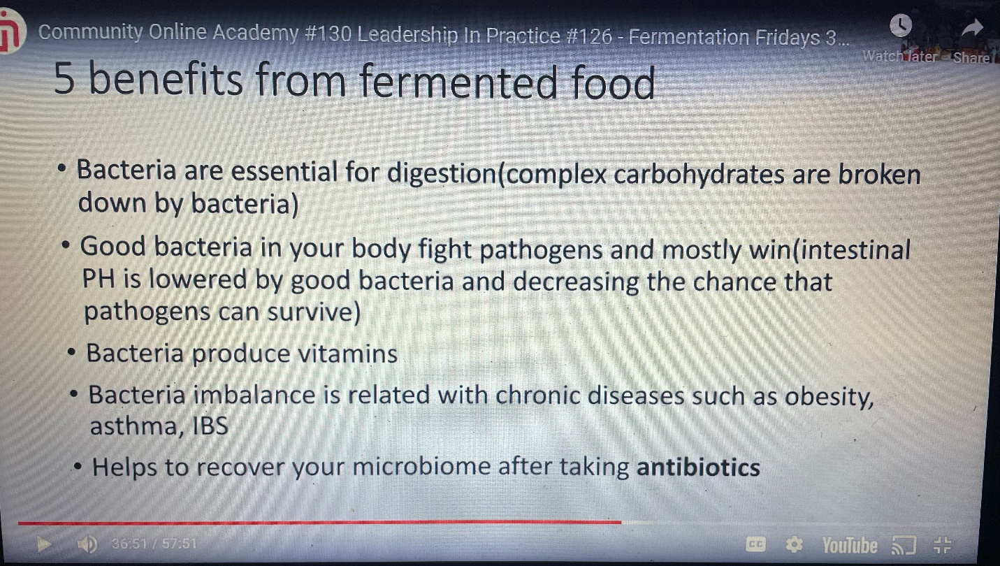 Community Online Academy #130 Leadership In Practice #126 - Fermentation Fridays 3...
Watch later
Share
5 benefits from fermented food
• Bacteria are essential for digestion(complex carbohydrates are broken
down by bacteria)
• Good bacteria in your body fight pathogens and mostly win(intestinal
PH is lowered by good bacteria and decreasing the chance that
pathogens can survive)
• Bacteria produce vitamins
• Bacteria imbalance is related with chronic diseases such as obesity,
asthma, IBS
• Helps to recover your microbiome after taking antibiotics
36:51 / 57:51
CC
YouTube